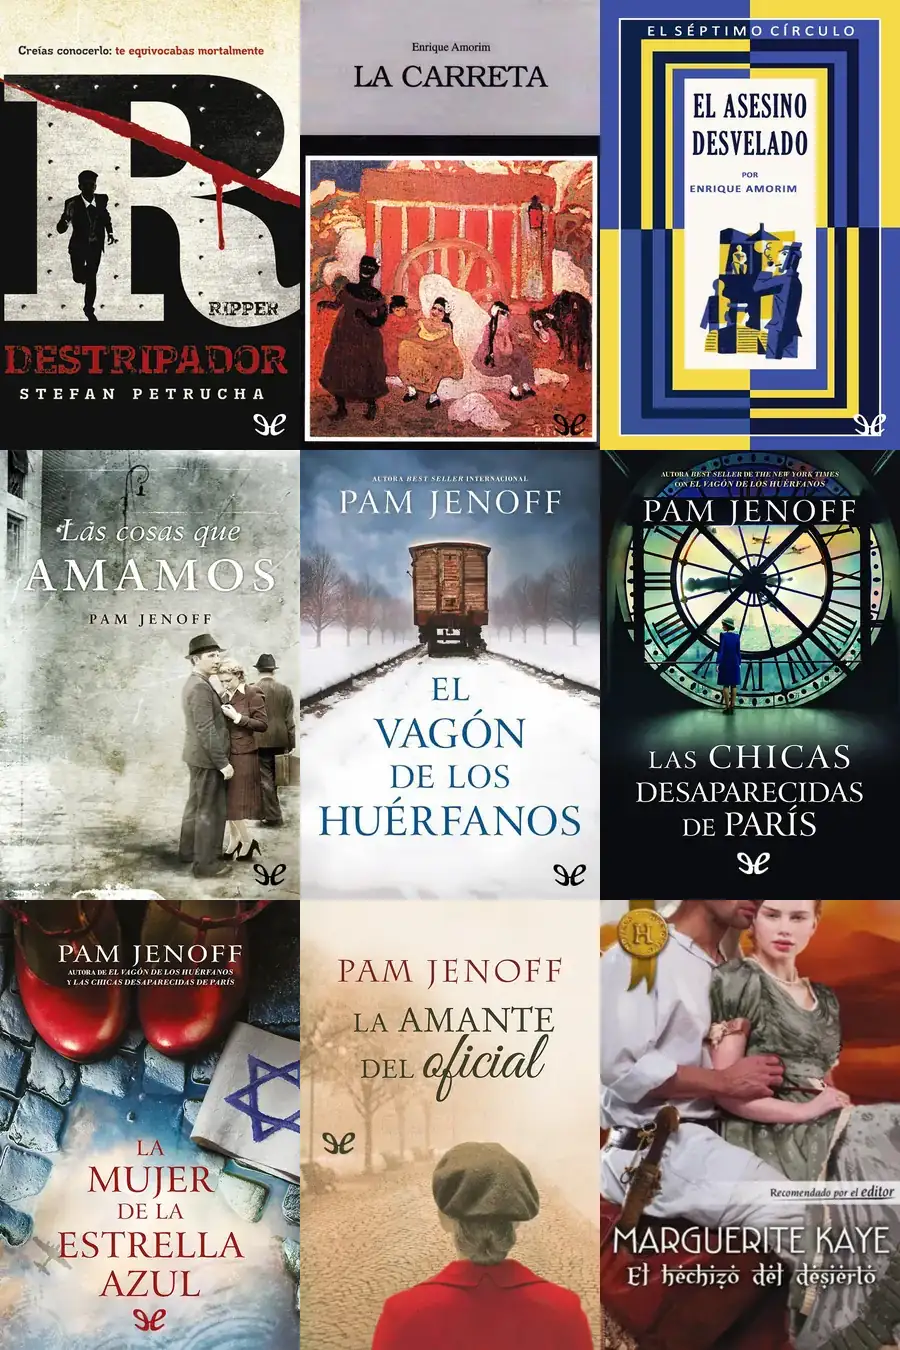 Creías conocerlo: te equivocabas mortalmente
R
RIPPER
DESTRIPADOR
STEFAN PETRUCHA
Enrique Amorim
LA CARRETA
EL SÉPTIMO CÍRCULO
EL ASESINO
DESVELADO
POR
ENRIQUE AMORIM
Las cosas que
AMAMOS
PAM JENOFF
AUTORA BEST SELLER INTERNACIONAL
PAM JENOFF
EL
VAGÓN
DE LOS
HUÉRFANOS
AUTORA BEST SELLER DE THE NEW YORK TIMES
CON EL VAGÓN DE LOS HUÉRFANOS
PAM JENOFF
LAS CHICAS
DESAPARECIDAS
DE PARÍS
PAM JENOFF
AUTORA DE EL VAGÓN DE LOS HUÉRFANOS
Y LAS CHICAS DESAPARECIDAS DE PARÍS
LA
MUJER
DE LA
ESTRELLA
AZUL
PAM JENOFF
LA AMANTE
DEL oficial
H
Recomendado por el editor
MARGUERITE KAYE
El hechizo del desierto